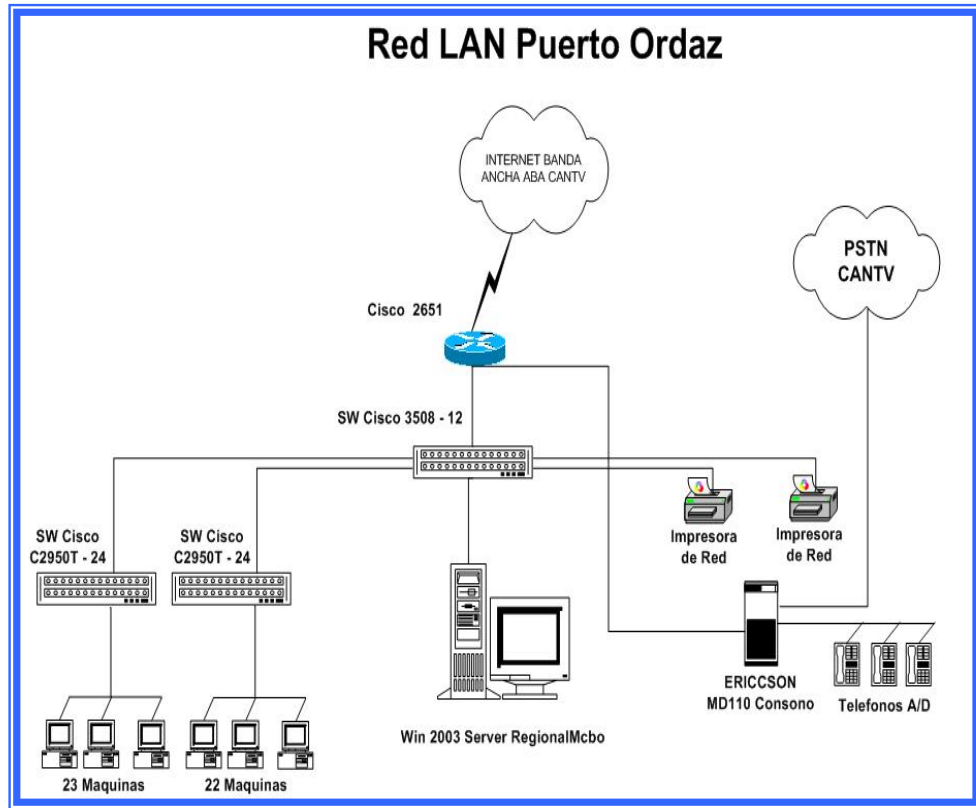 Red LAN Puerto Ordaz
INTERNET BANDA
ANCHA ABA CANTV
PSTN
CANTV
Cisco 2651
SW Cisco 3508 - 12
SW Cisco
C2950T - 24
SW Cisco
C2950T - 24
Impresora
de Red
Impresora
de Red
ERICCSON
MD110 Consono
Telefonos A/D
Win 2003 Server RegionalMcbo
23 Maquinas
22 Maquinas